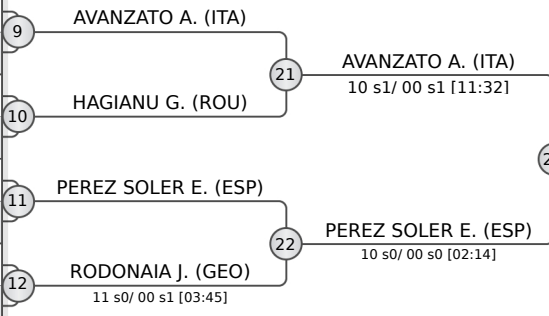 AVANZATO A. (ITA)
9
21
AVANZATO A. (ITA)
10 s1/ 00 s1 [11:32]
HAGIANU G. (ROU)
10
PEREZ SOLER E. (ESP)
11
22
PEREZ SOLER E. (ESP)
10 s0/ 00 s0 [02:14]
RODONAIA J. (GEO)
12
11 s0/ 00 s1 [03:45]